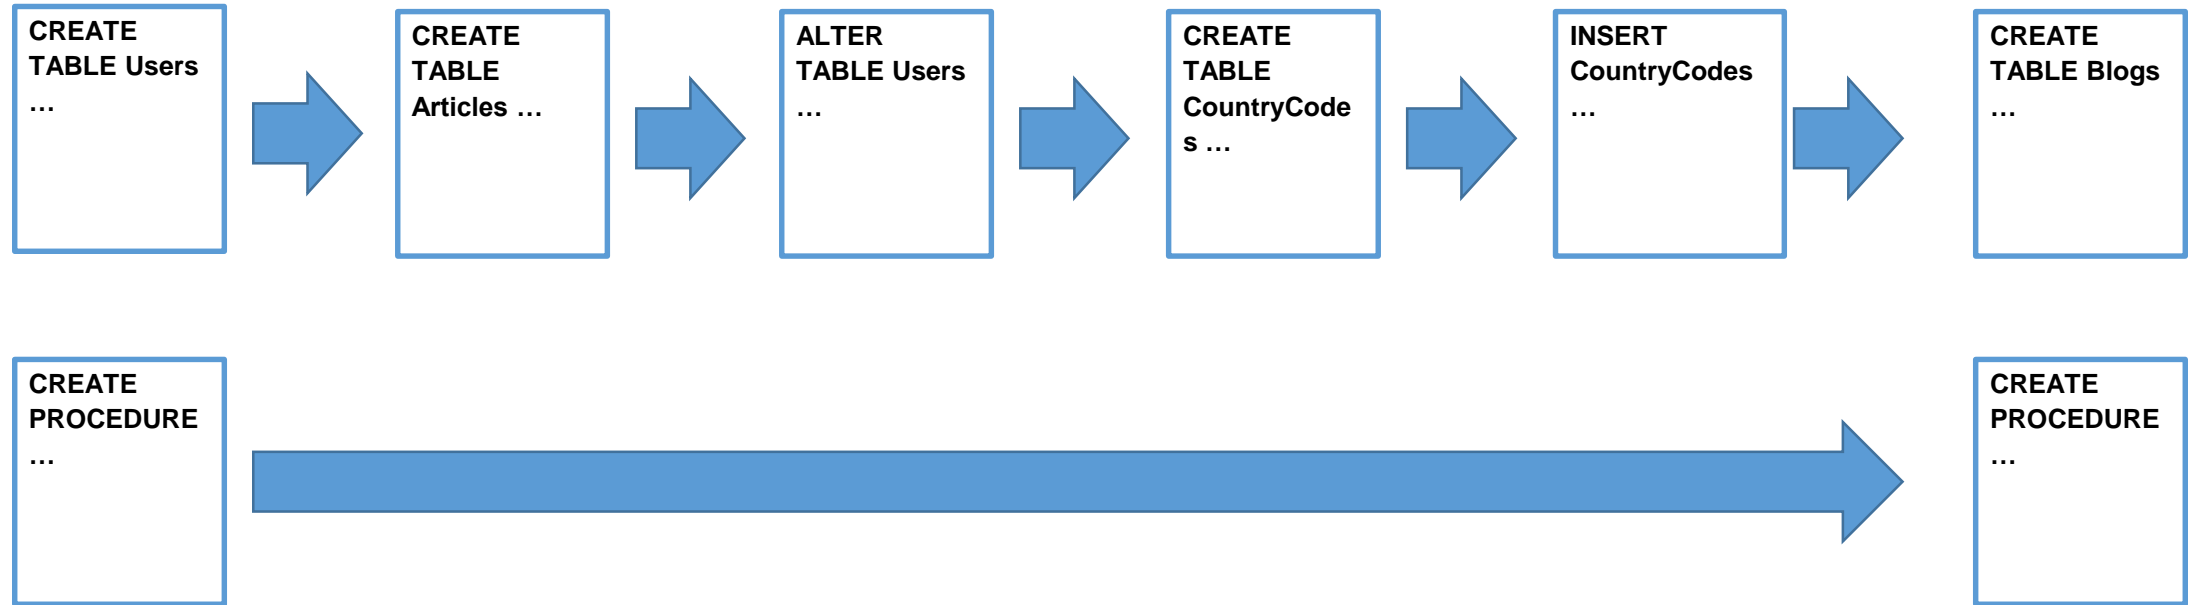 CREATE
TABLE Users
…
CREATE
TABLE
Articles …
ALTER
TABLE Users
…
CREATE
TABLE
CountryCode
s …
INSERT
CountryCodes
…
CREATE
TABLE Blogs
…
CREATE
PROCEDURE
…
CREATE
PROCEDURE
…